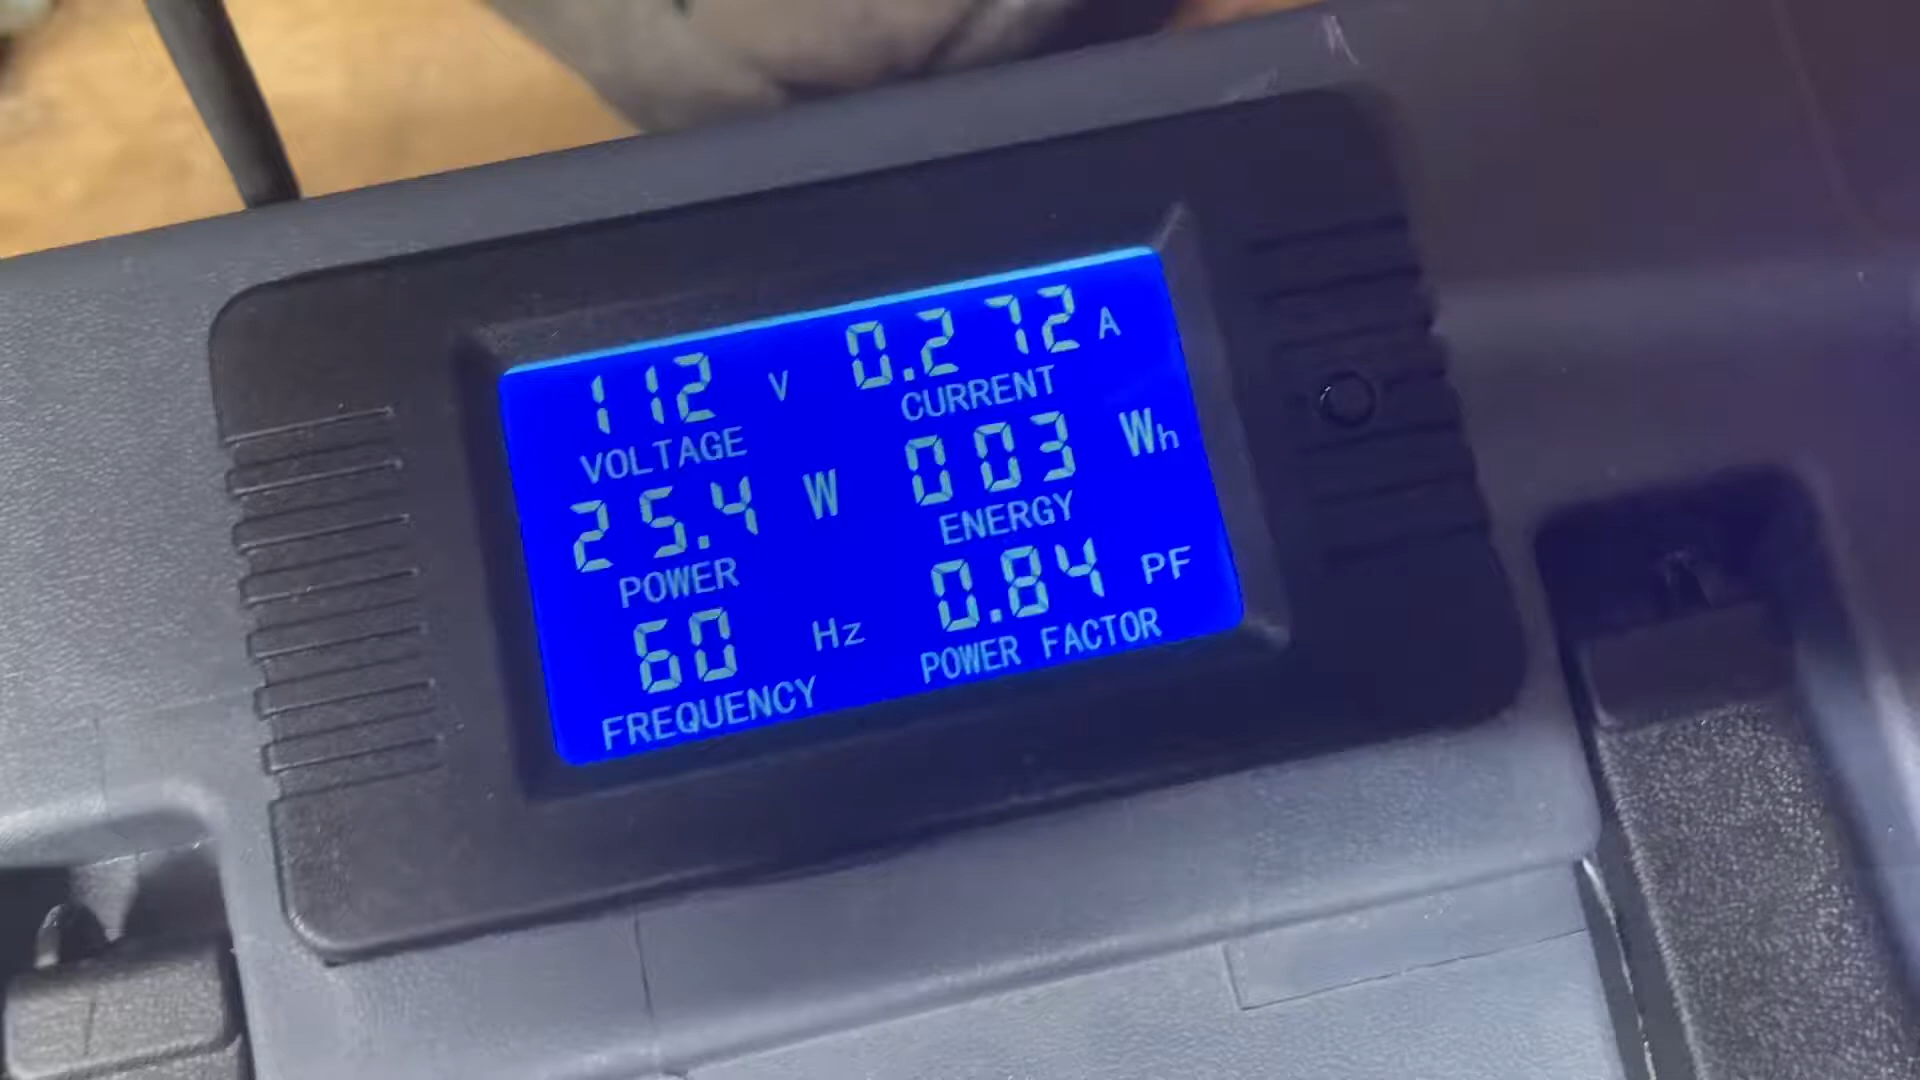 112 V 0.272 A
VOLTAGE CURRENT
25.4 W 003 Wh
POWER ENERGY
60 Hz 0.84 PF
FREQUENCY POWER FACTOR